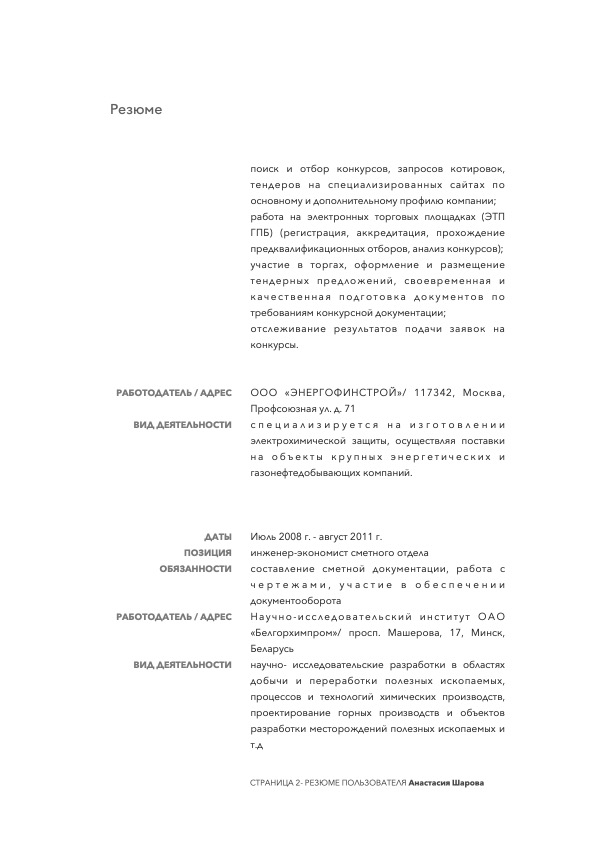 Резюме
поиск и отбор конкурсов, запросов котировок,
тендеров на специализированных сайтах по
основному и дополнительному профилю компании;
работа на электронных торговых площадках (ЭТП
ГПБ) (регистрация, аккредитация, прохождение
предквалификационных отборов, анализ конкурсов);
участие в торгах, оформление и размещение
тендерных предложений, своевременная и
качественная подготовка документов по
требованиям конкурсной документации;
отслеживание результатов подачи заявок на
конкурсы.
РАБОТОДАТЕЛЬ / АДРЕС ООО «ЭНЕРГОФИНСТРОЙ»/ 117342, Москва,
Профсоюзная ул. д. 71
ВИД ДЕЯТЕЛЬНОСТИ специализируется на изготовлении
электрохимической защиты, осуществляя поставки
на объекты крупных энергетических и
газонефтедобывающих компаний.
ДАТЫ Июль 2008 г. - август 2011 г.
ПОЗИЦИЯ инженер-экономист сметного отдела
ОБЯЗАННОСТИ составление сметной документации, работа с
чертежами, участие в обеспечении
документооборота
РАБОТОДАТЕЛЬ / АДРЕС Научно-исследовательский институт ОАО
«Белгорхимпром»/ просп. Машерова, 17, Минск,
Беларусь
ВИД ДЕЯТЕЛЬНОСТИ научно- исследовательские разработки в областях
добычи и переработки полезных ископаемых,
процессов и технологий химических производств,
проектирование горных производств и объектов
разработки месторождений полезных ископаемых и
т.д
СТРАНИЦА 2- РЕЗЮМЕ ПОЛЬЗОВАТЕЛЯ Анастасия Шарова